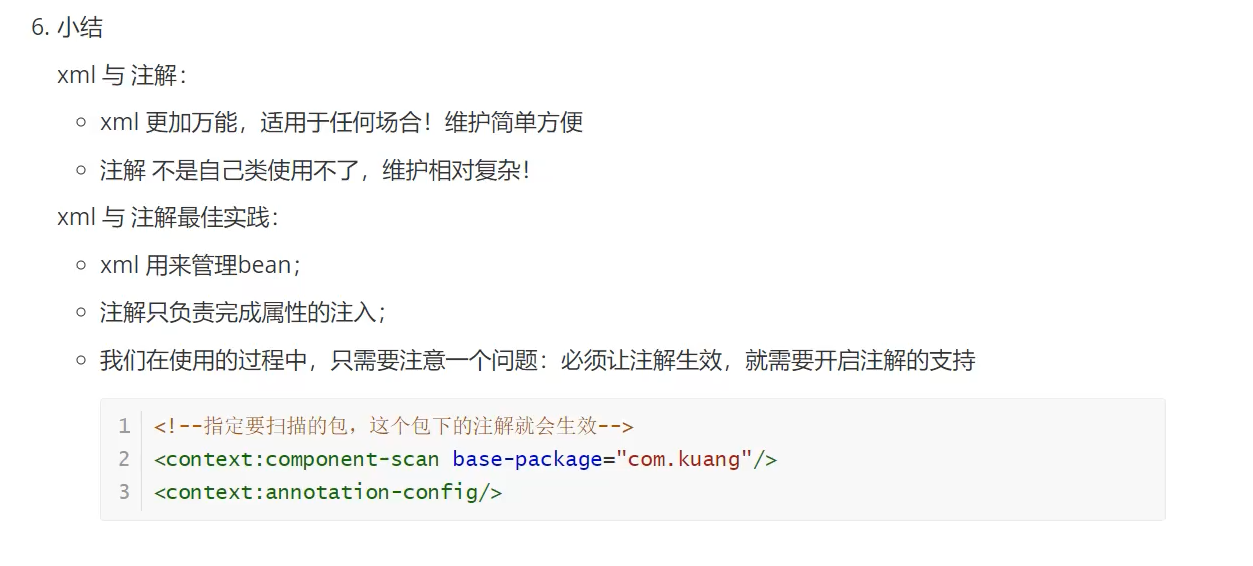 6. 小结
xml 与 注解：
xml 更加万能，适用于任何场合！维护简单方便
注解 不是自己类使用不了，维护相对复杂！
xml 与 注解最佳实践：
xml 用来管理bean；
注解只负责完成属性的注入；
我们在使用的过程中，只需要注意一个问题：必须让注解生效，就需要开启注解的支持
1 <!--指定要扫描的包，这个包下的注解就会生效-->
2 <context:component-scan base-package="com.kuang"/>
3 <context:annotation-config/>